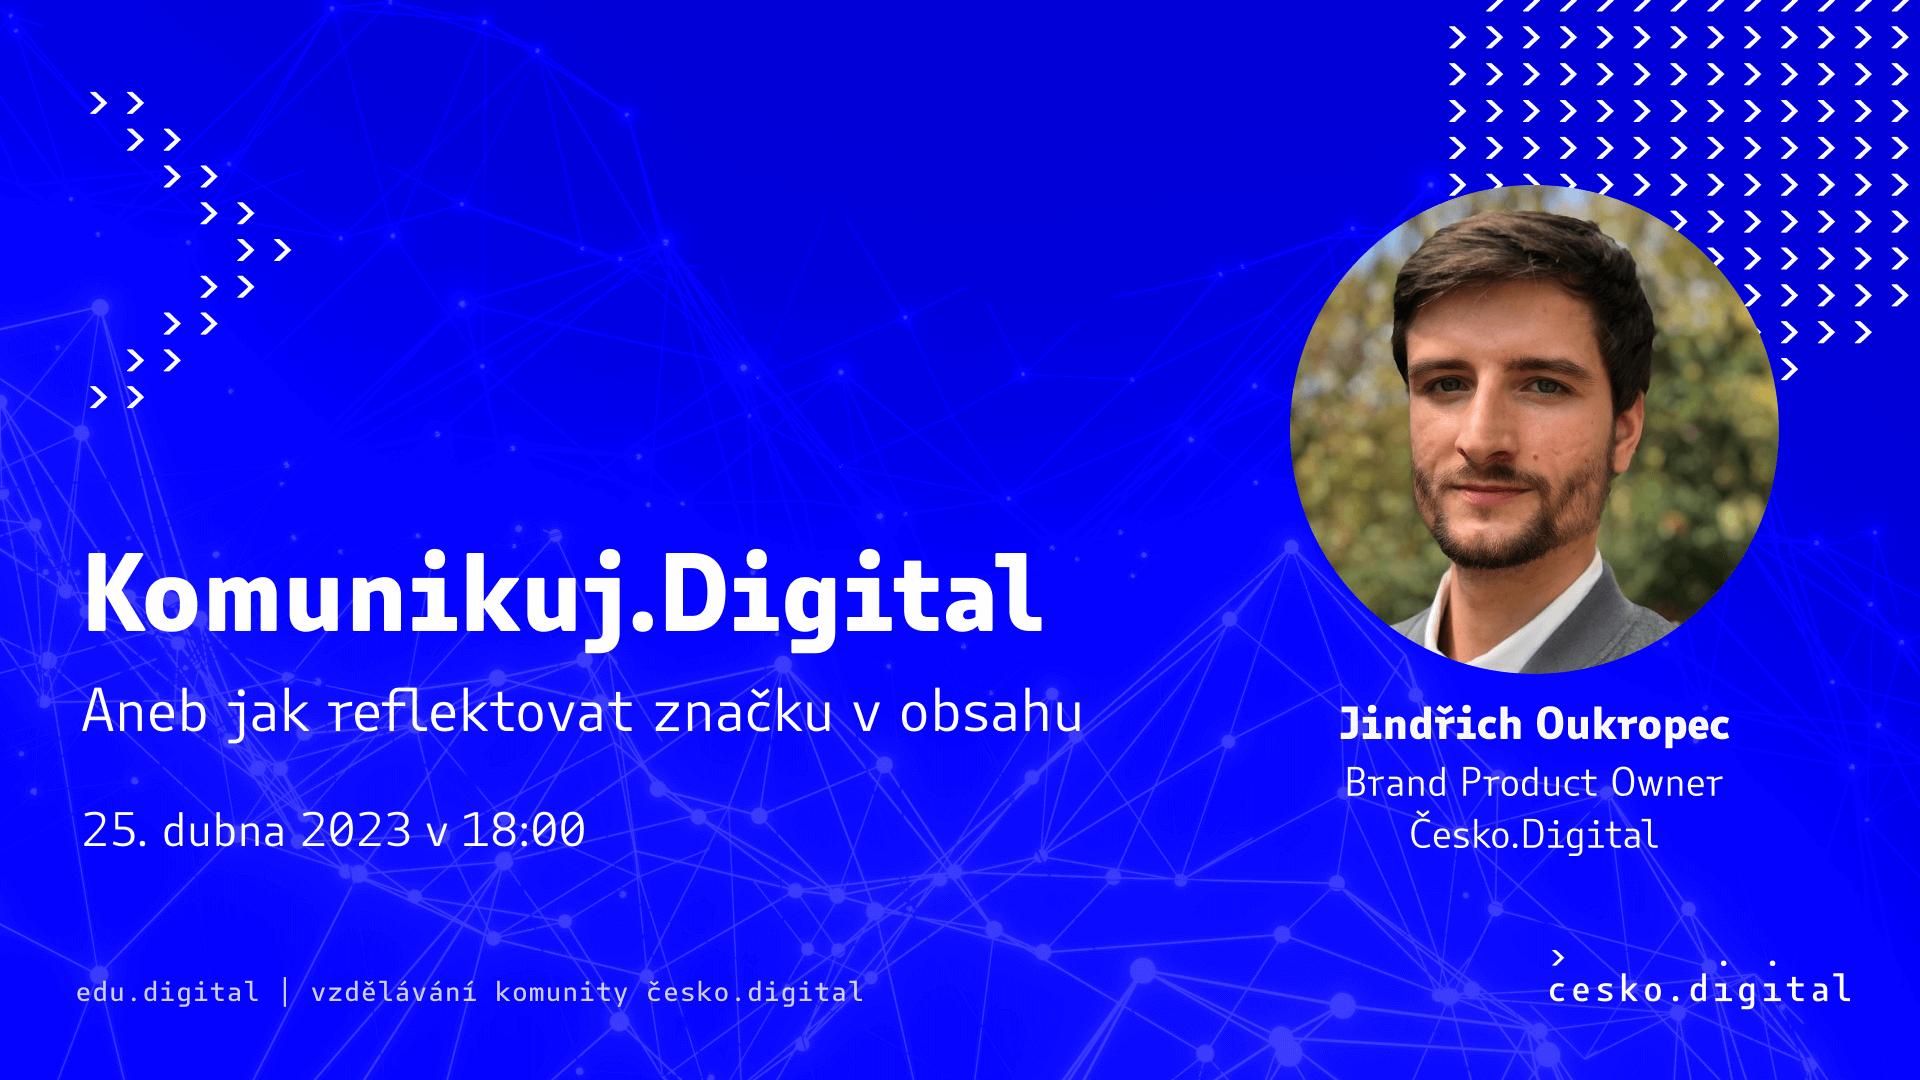 Komunikuj.Digital
Aneb jak reflektovat značku v obsahu
25. dubna 2023 v 18:00
Jindřich Oukropec
Brand Product Owner
Česko.Digital
edu.digital | vzdělávání komunity česko.digital
cesko.digital